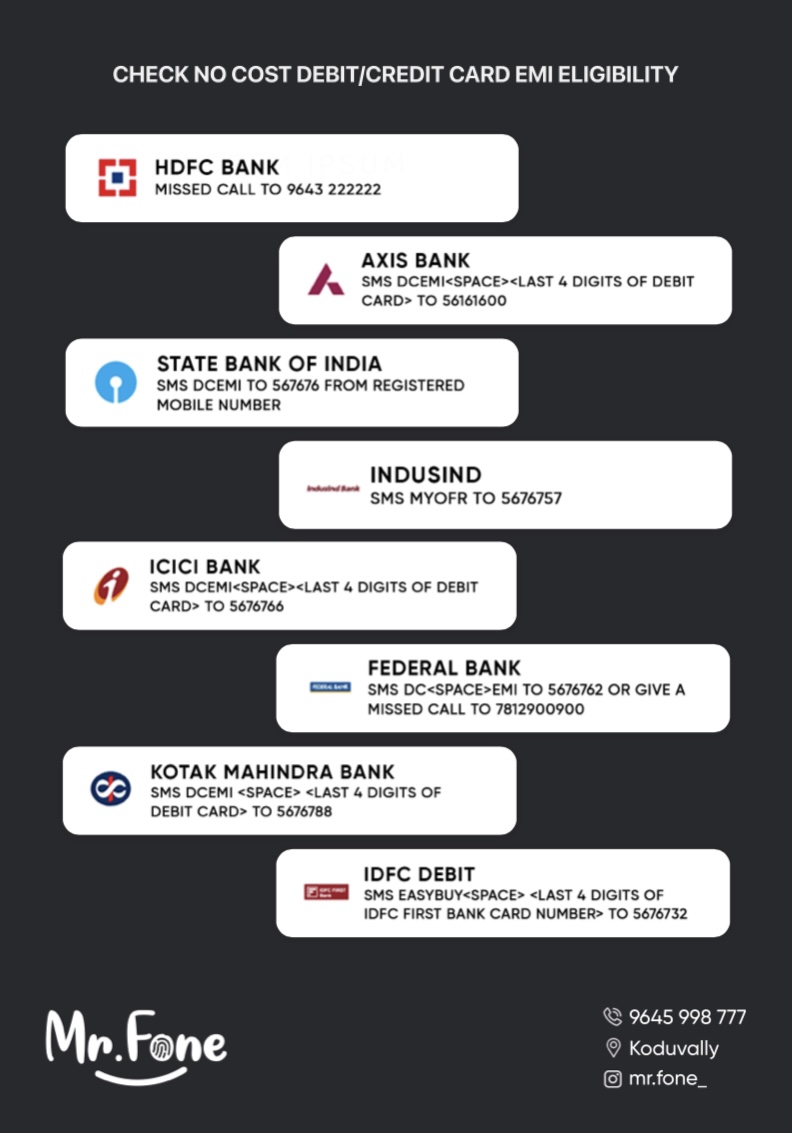 CHECK NO COST DEBIT/CREDIT CARD EMI ELIGIBILITY
HDFC BANK
MISSED CALL TO 9643 222222
AXIS BANK
SMS DCEMI<SPACE><LAST 4 DIGITS OF DEBIT
CARD> TO 56161600
STATE BANK OF INDIA
SMS DCEMI TO 567676 FROM REGISTERED
MOBILE NUMBER
IndusInd Bank
INDUSIND
SMS MYOFR TO 5676757
ICICI BANK
SMS DCEMI<SPACE><LAST 4 DIGITS OF DEBIT
CARD> TO 5676766
FEDERAL BANK
FEDERAL BANK
SMS DC<SPACE>EMI TO 5676762 OR GIVE A
MISSED CALL TO 7812900900
KOTAK MAHINDRA BANK
SMS DCEMI <SPACE> <LAST 4 DIGITS OF
DEBIT CARD> TO 5676788
IDFC FIRST
Bank
IDFC DEBIT
SMS EASYBUY<SPACE> <LAST 4 DIGITS OF
IDFC FIRST BANK CARD NUMBER> TO 5676732
Mr.Fone
9645 998 777
Koduvally
mr.fone_